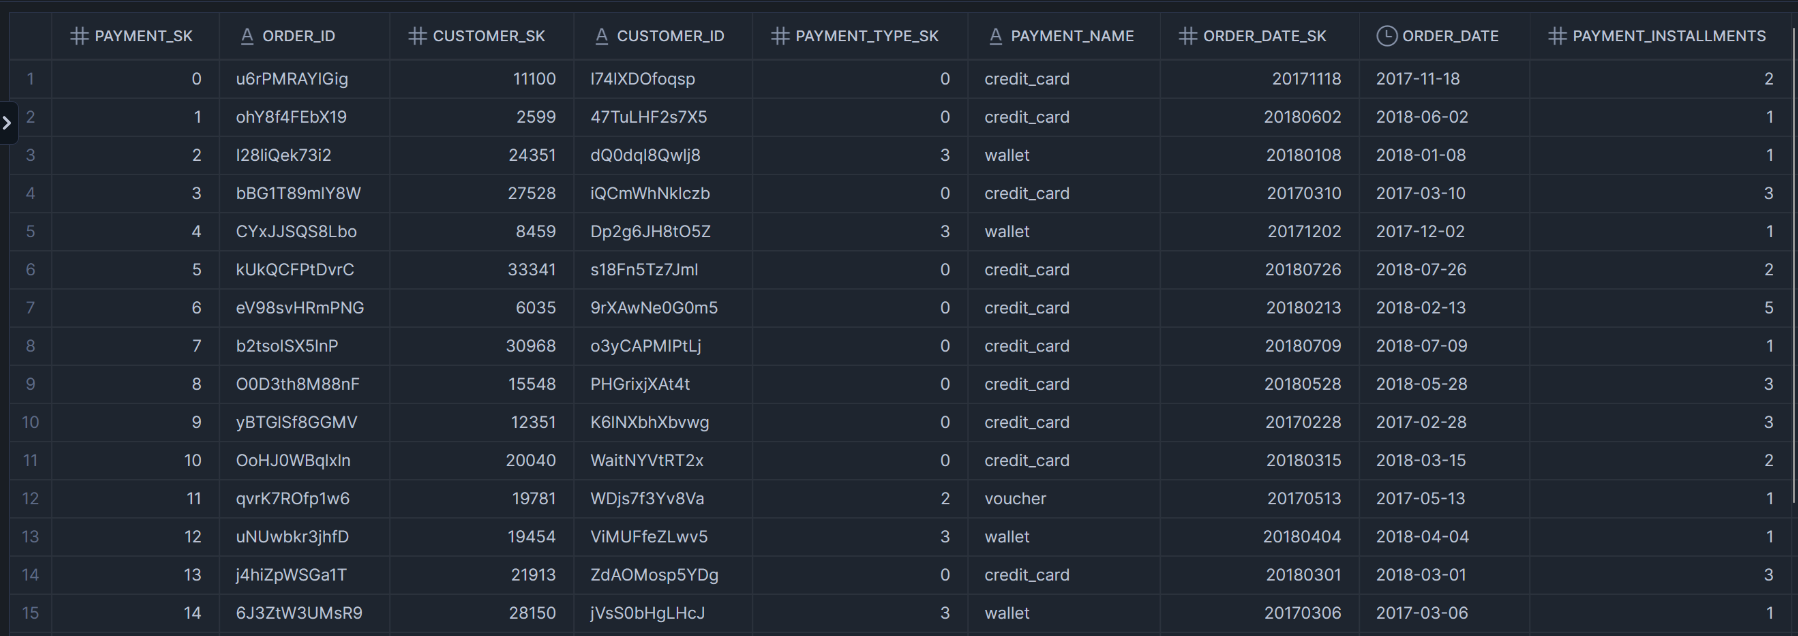 PAYMENT_SK ORDER_ID CUSTOMER_SK CUSTOMER_ID PAYMENT_TYPE_SK PAYMENT_NAME ORDER_DATE_SK ORDER_DATE PAYMENT_INSTALLMENTS
1 0 u6rPMRAYIGig 11100 I74lXDOfoqsp 0 credit_card 20171118 2017-11-18 2
2 1 ohY8f4FEbX19 2599 47TuLHF2s7X5 0 credit_card 20180602 2018-06-02 1
3 2 I28liQek73i2 24351 dQ0dqI8Qwlj8 3 wallet 20180108 2018-01-08 1
4 3 bBG1T89mlY8W 27528 iQCmWhNkIczb 0 credit_card 20170310 2017-03-10 3
5 4 CYxJJSQS8Lbo 8459 Dp2g6JH8tO5Z 3 wallet 20171202 2017-12-02 1
6 5 kUkQCFPtDvrC 33341 s18Fn5Tz7Jml 0 credit_card 20180726 2018-07-26 2
7 6 eV98svHRmPNG 6035 9rXAwNe0G0m5 0 credit_card 20180213 2018-02-13 5
8 7 b2tsoISX5InP 30968 o3yCAPMIPtLj 0 credit_card 20180709 2018-07-09 1
9 8 O0D3th8M88nF 15548 PHGrixjXAt4t 0 credit_card 20180528 2018-05-28 3
10 9 yBTGISf8GGMV 12351 K6INXbhXbvwg 0 credit_card 20170228 2017-02-28 3
11 10 OoHJ0WBqlxln 20040 WaitNYVtRT2x 0 credit_card 20180315 2018-03-15 2
12 11 qvrK7ROfp1w6 19781 WDjs7f3Yv8Va 2 voucher 20170513 2017-05-13 1
13 12 uNUwbkr3jhfD 19454 ViMUFfeZLwv5 3 wallet 20180404 2018-04-04 1
14 13 j4hiZpWSGa1T 21913 ZdAOMosp5YDg 0 credit_card 20180301 2018-03-01 3
15 14 6J3ZtW3UMsR9 28150 jVsS0bHgLHcJ 3 wallet 20170306 2017-03-06 1